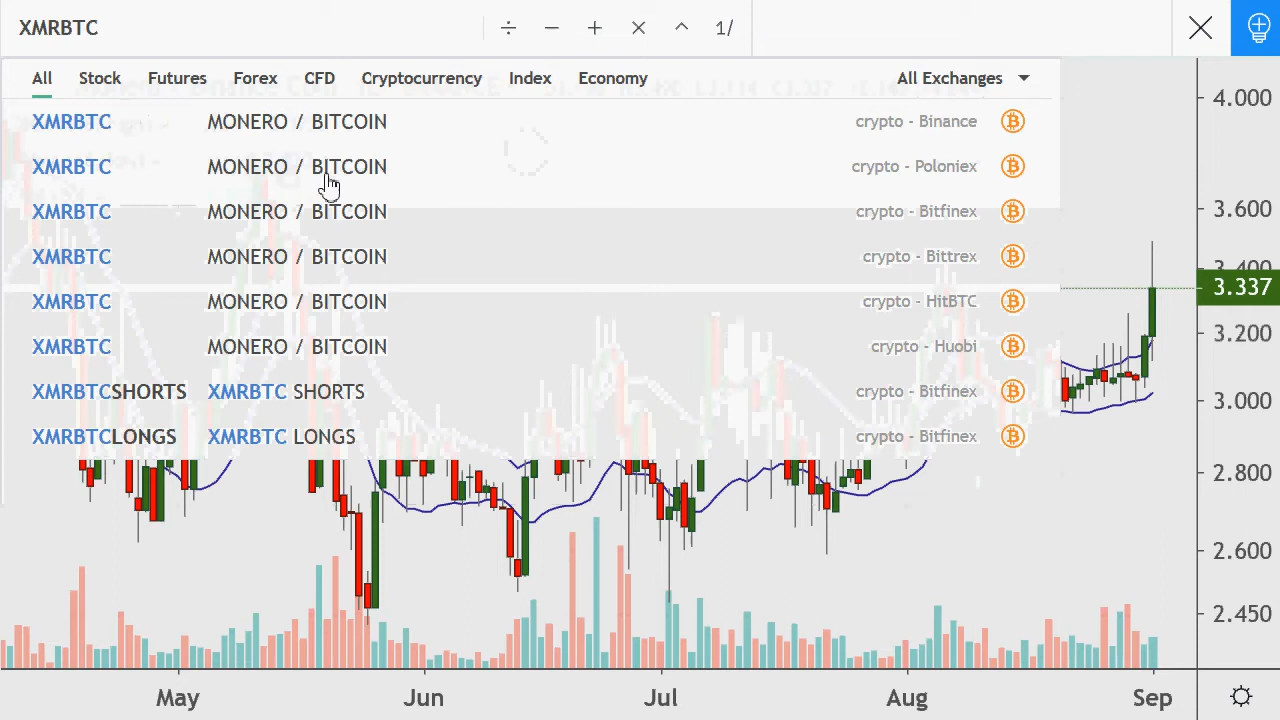 XMRBTC ÷ − + × ^ 1/
All Stock Futures Forex CFD Cryptocurrency Index Economy All Exchanges
XMRBTC MONERO / BITCOIN crypto - Binance
XMRBTC MONERO / BITCOIN crypto - Poloniex
XMRBTC MONERO / BITCOIN crypto - Bitfinex
XMRBTC MONERO / BITCOIN crypto - Bittrex
XMRBTC MONERO / BITCOIN crypto - HitBTC
XMRBTC MONERO / BITCOIN crypto - Huobi
XMRBTCSHORTS XMRBTC SHORTS crypto - Bitfinex
XMRBTCLONGS XMRBTC LONGS crypto - Bitfinex
4.000
3.600
3.400
3.337
3.200
3.000
2.800
2.600
2.450
May Jun Jul Aug Sep